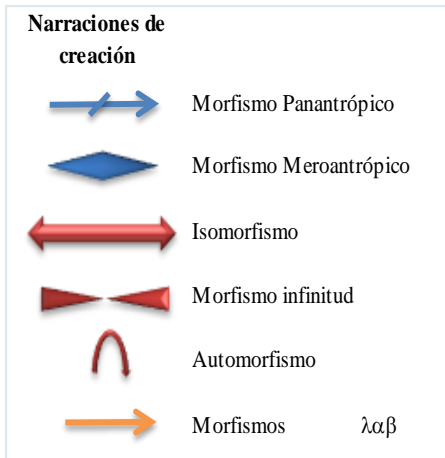 Narraciones de
creación
Morfismo Panantrópico
Morfismo Meroantrópico
Isomorfismo
Morfismo infinitud
Automorfismo
Morfismos λαβ